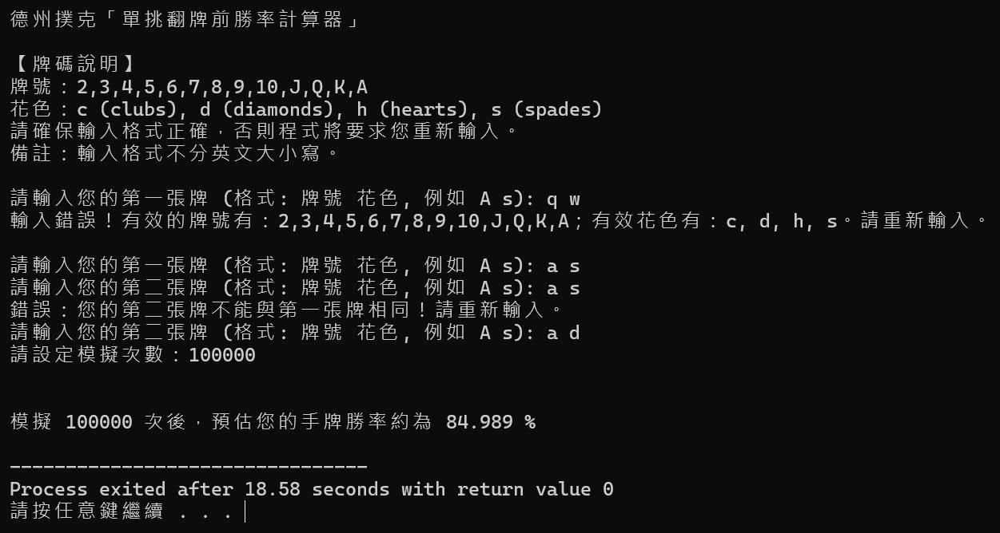 德州撲克「單挑翻牌前勝率計算器」
【牌碼說明】
牌號：2,3,4,5,6,7,8,9,10,J,Q,K,A
花色：c (clubs), d (diamonds), h (hearts), s (spades)
請確保輸入格式正確，否則程式將要求您重新輸入。
備註：輸入格式不分英文大小寫。
請輸入您的第一張牌 (格式: 牌號 花色, 例如 A s): q w
輸入錯誤！有效的牌號有：2,3,4,5,6,7,8,9,10,J,Q,K,A；有效花色有：c, d, h, s。請重新輸入。
請輸入您的第一張牌 (格式: 牌號 花色, 例如 A s): a s
請輸入您的第二張牌 (格式: 牌號 花色, 例如 A s): a s
錯誤：您的第二張牌不能與第一張牌相同！請重新輸入。
請輸入您的第二張牌 (格式: 牌號 花色, 例如 A s): a d
請設定模擬次數：100000
模擬 100000 次後，預估您的手牌勝率約為 84.989 %
--------------------------------
Process exited after 18.58 seconds with return value 0
請按任意鍵繼續 . . .